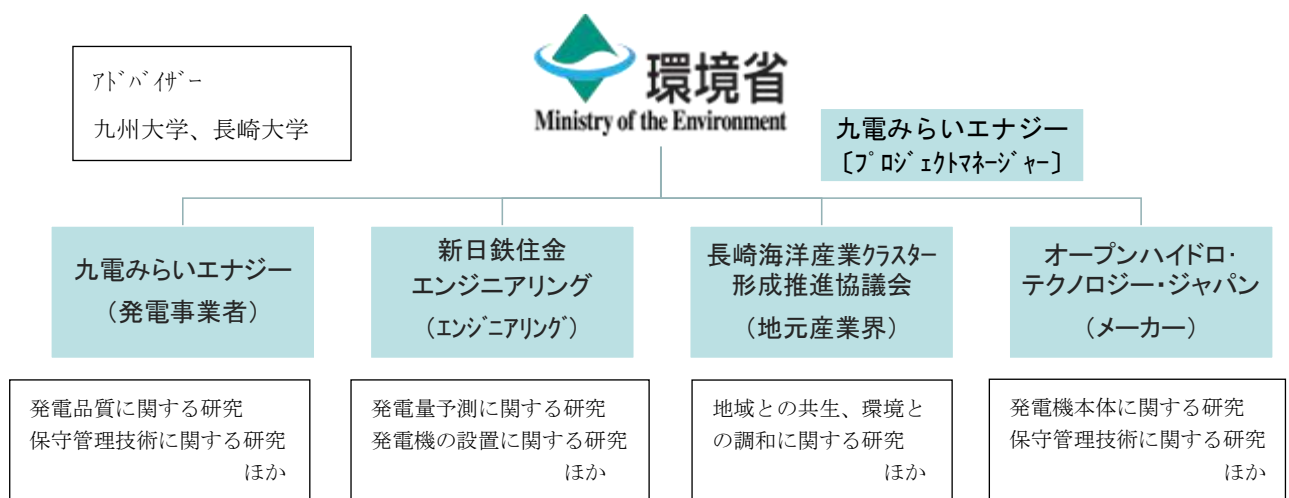 ｱﾄﾞﾊﾞｲｻﾞｰ
九州大学、長崎大学
環境省
Ministry of the Environment
九電みらいエナジー
〔ﾌﾟﾛｼﾞｪｸﾄﾏﾈｰｼﾞｬｰ〕
九電みらいエナジー
（発電事業者）
新日鉄住金
エンジニアリング
（ｴﾝｼﾞﾆｱﾘﾝｸﾞ）
長崎海洋産業ｸﾗｽﾀｰ
形成推進協議会
（地元産業界）
オープンハイドロ・
テクノロジー・ジャパン
（メーカー）
発電品質に関する研究
保守管理技術に関する研究
ほか
発電量予測に関する研究
発電機の設置に関する研究
ほか
地域との共生、環境と
の調和に関する研究
ほか
発電機本体に関する研究
保守管理技術に関する研究
ほか